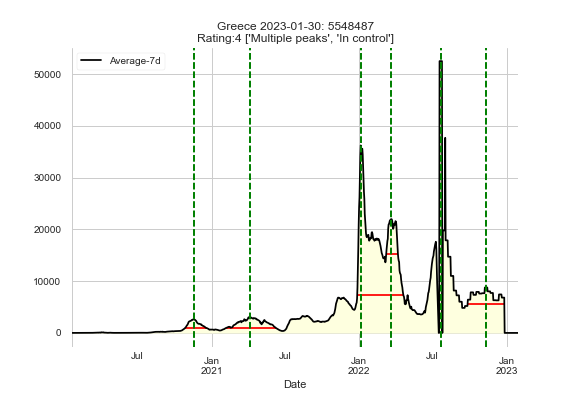 Greece 2023-01-30: 5548487
Rating:4 ['Multiple peaks', 'In control']
Average-7d
50000
40000
30000
20000
10000
0
Jul
Jan
2021
Jul
Jan
2022
Jul
Jan
2023
Date